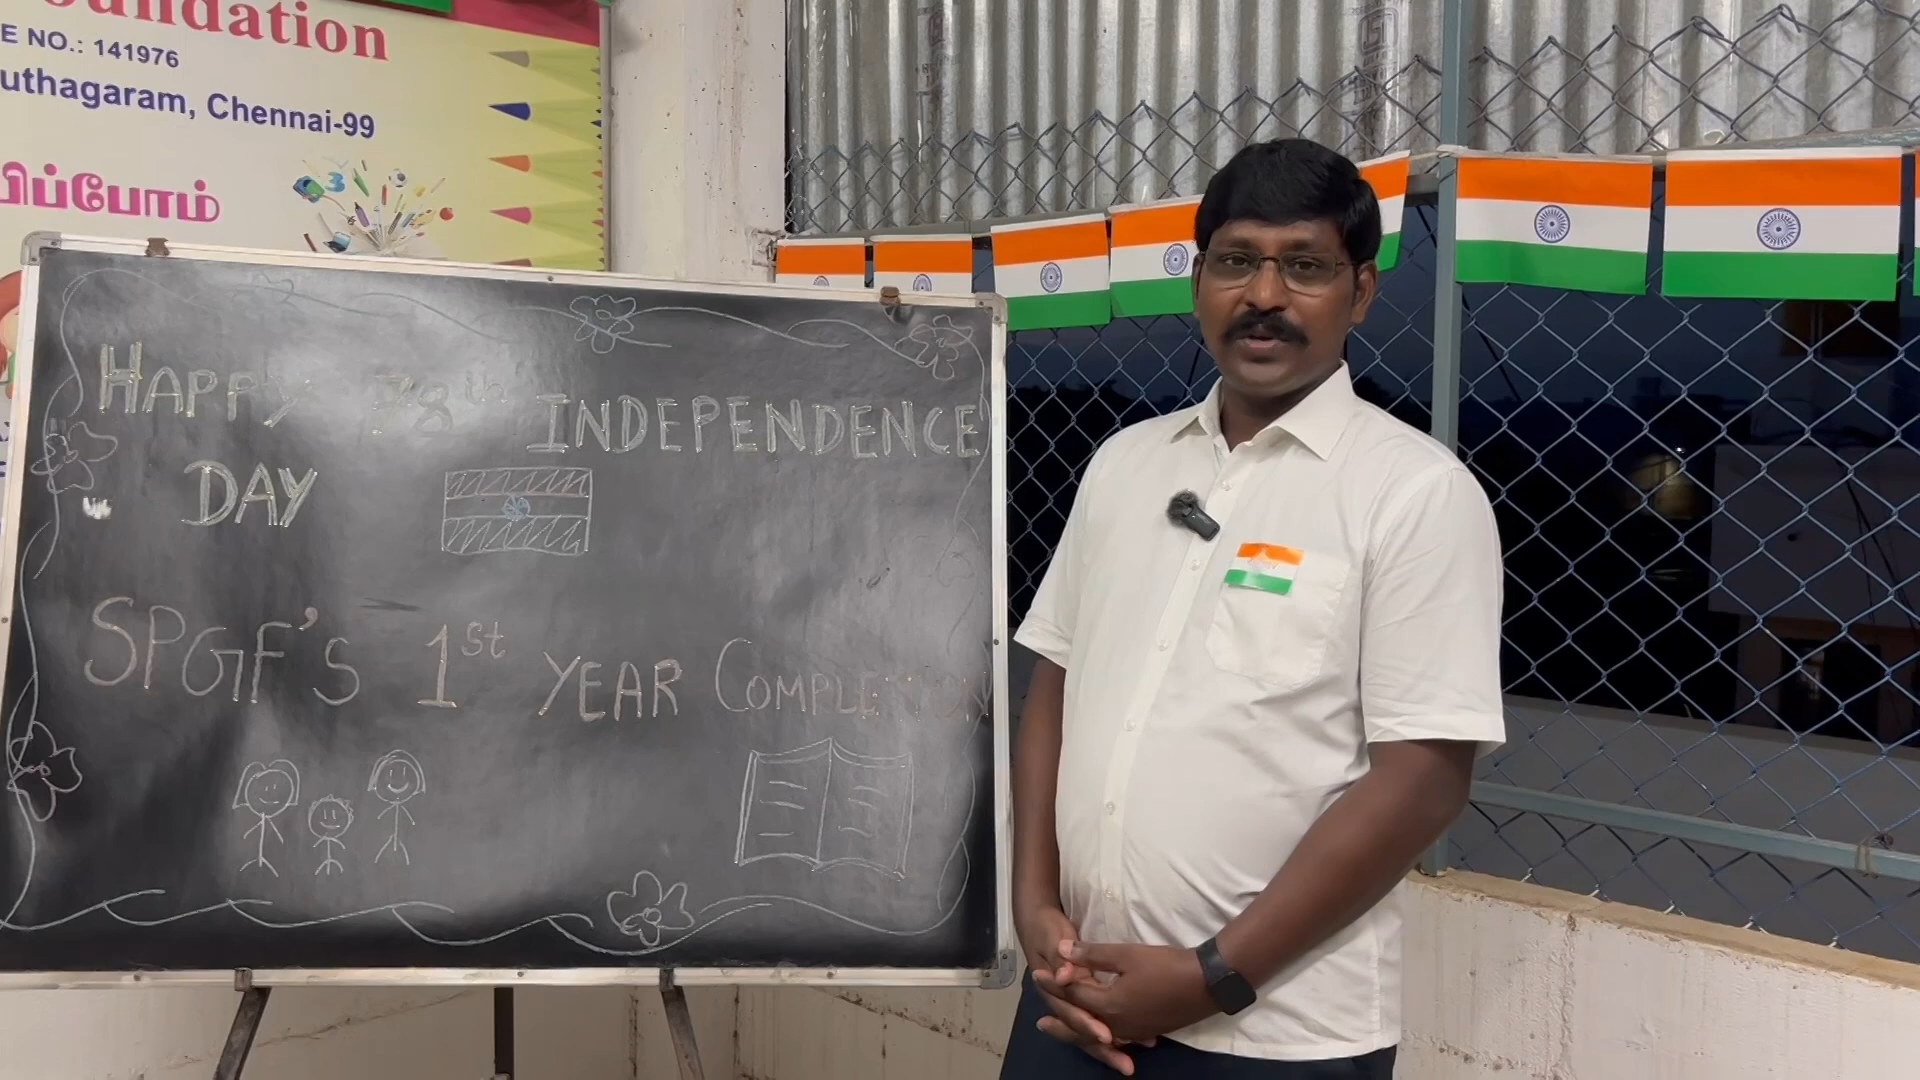 oundation
E NO.: 141976
uthagaram, Chennai-99
பிப்போம்
HAPPY 78th INDEPENDENCE
DAY
SPGF'S 1st YEAR COMPLETION